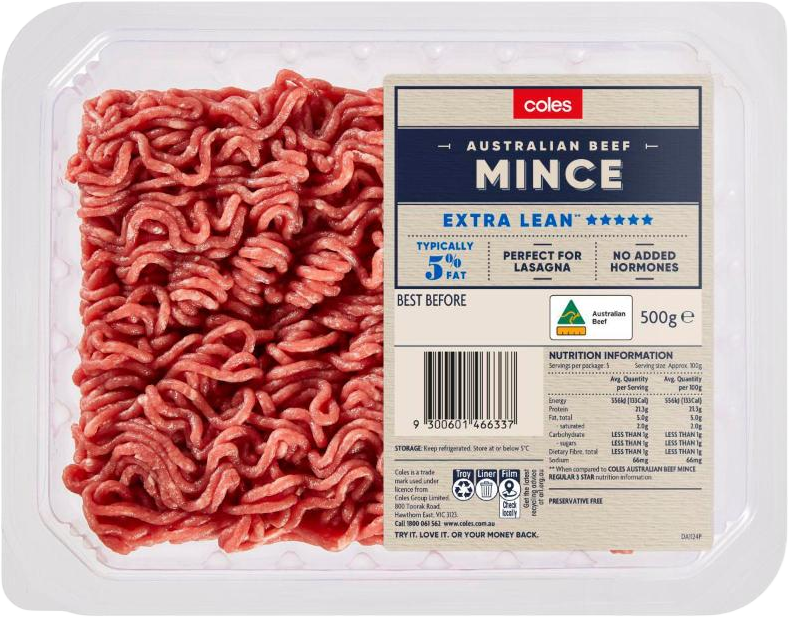 coles
AUSTRALIAN BEEF
MINCE
EXTRA LEAN** ★★★★★
TYPICALLY
5% FAT
PERFECT FOR
LASAGNA
NO ADDED
HORMONES
BEST BEFORE
Australian
Beef
500g ℮
9 300601 466337
NUTRITION INFORMATION
Servings per package: 5 Serving size: Approx. 100g
Avg. Quantity Avg. Quantity
per Serving per 100g
Energy 556kJ (133Cal) 556kJ (133Cal)
Protein 21.3g 21.3g
Fat, total 5.0g 5.0g
- saturated 2.0g 2.0g
Carbohydrate LESS THAN 1g LESS THAN 1g
- sugars LESS THAN 1g LESS THAN 1g
Dietary Fibre, total LESS THAN 1g LESS THAN 1g
Sodium 66mg 66mg
**When compared to COLES AUSTRALIAN BEEF MINCE
REGULAR 3 STAR nutrition information
PRESERVATIVE FREE
STORAGE: Keep refrigerated. Store at or below 5°C
Coles is a trade
mark used under
licence from
Coles Group Limited.
800 Toorak Road,
Hawthorn East, VIC 3123.
Call 1800 061 562 www.coles.com.au
TRY IT. LOVE IT. OR YOUR MONEY BACK.
Tray Liner Film
Check
locally
Get the latest
recycling advice
at arl.org.au